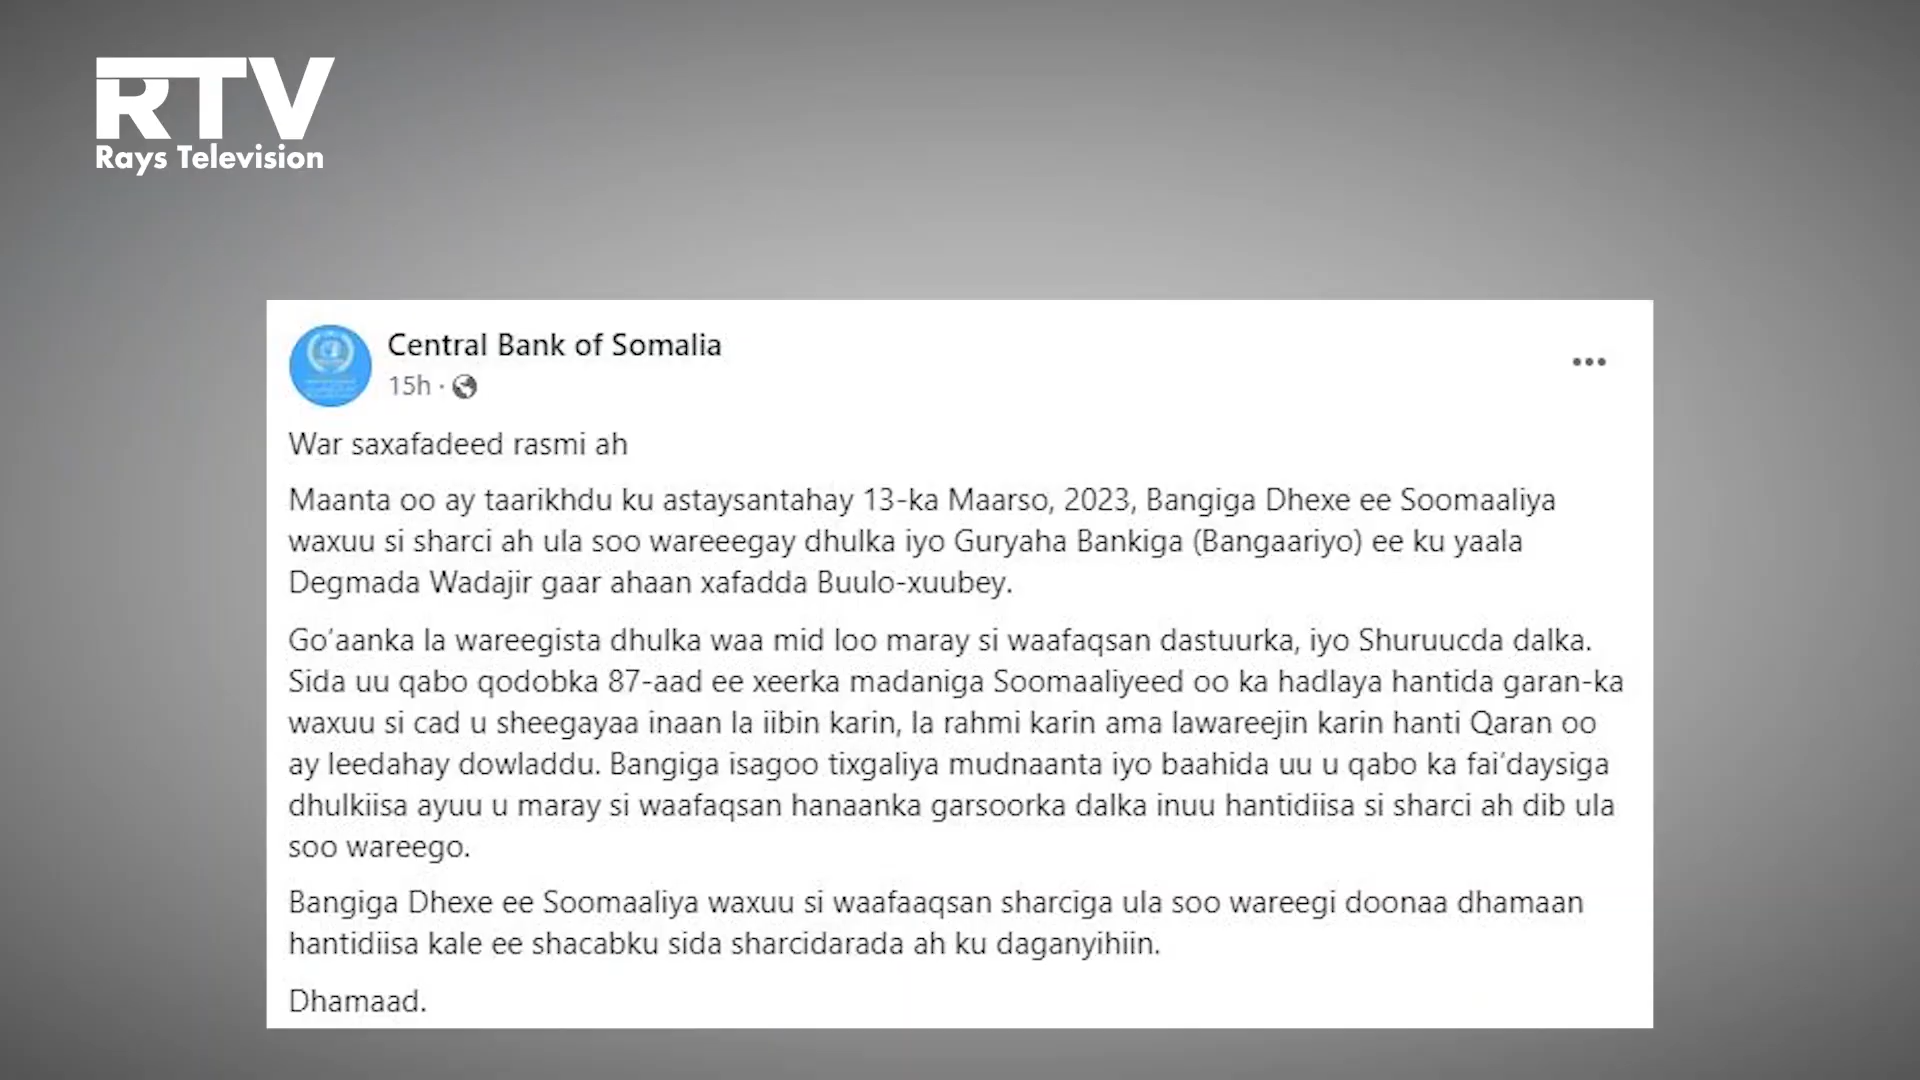 RTV
Rays Television
Central Bank of Somalia
15h ·
War saxafadeed rasmi ah
Maanta oo ay taarikhdu ku astaysantahay 13-ka Maarso, 2023, Bangiga Dhexe ee Soomaaliya
waxuu si sharci ah ula soo wareeegay dhulka iyo Guryaha Bankiga (Bangaariyo) ee ku yaala
Degmada Wadajir gaar ahaan xafadda Buulo-xuubey.
Go'aanka la wareegista dhulka waa mid loo maray si waafaqsan dastuurka, iyo Shuruucda dalka.
Sida uu qabo qodobka 87-aad ee xeerka madaniga Soomaaliyeed oo ka hadlaya hantida garan-ka
waxuu si cad u sheegayaa inaan la iibin karin, la rahmi karin ama lawareejin karin hanti Qaran oo
ay leedahay dowladdu. Bangiga isagoo tixgaliya mudnaanta iyo baahida uu u qabo ka fai'daysiga
dhulkiisa ayuu u maray si waafaqsan hanaanka garsoorka dalka inuu hantidiisa si sharci ah dib ula
soo wareego.
Bangiga Dhexe ee Soomaaliya waxuu si waafaaqsan sharciga ula soo wareegi doonaa dhamaan
hantidiisa kale ee shacabku sida sharcidarada ah ku daganyihiin.
Dhamaad.